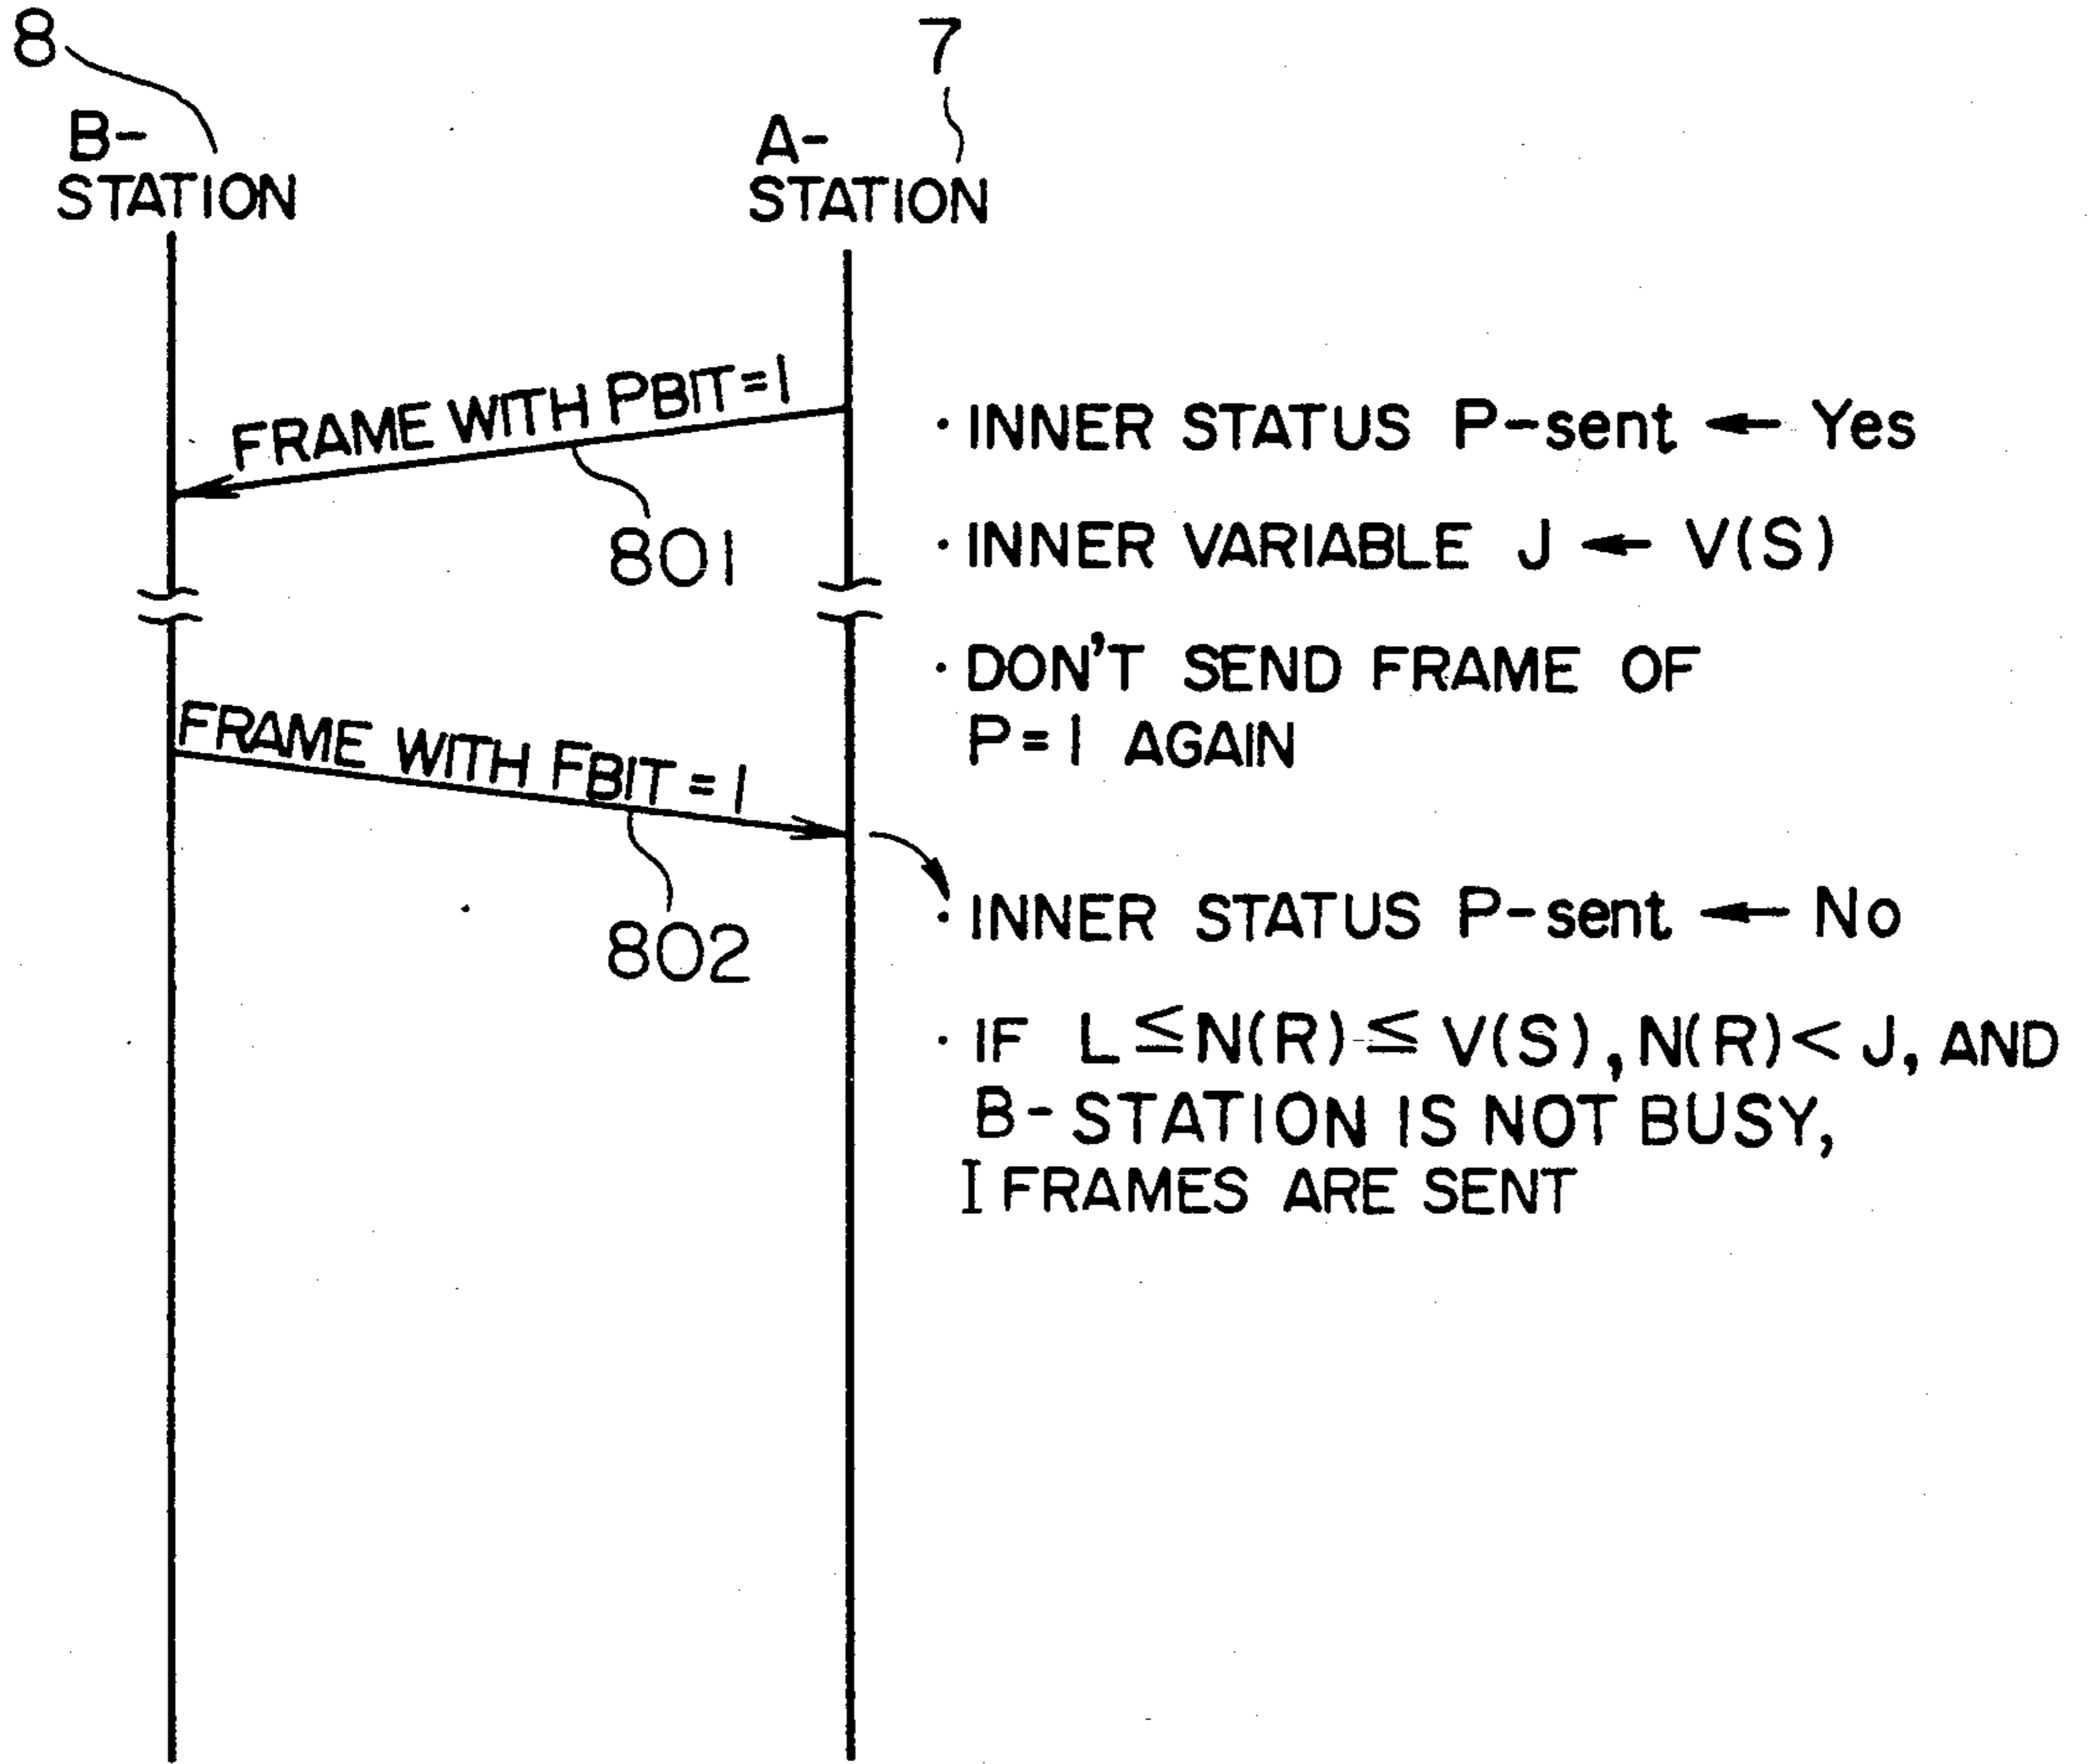 8
7
B-
STATION
A-
STATION
FRAME WITH PBIT=1
801
· INNER STATUS P-sent ← Yes
· INNER VARIABLE J ← V(S)
· DON'T SEND FRAME OF
P=1 AGAIN
FRAME WITH FBIT=1
802
· INNER STATUS P-sent ← No
· IF L≤N(R)≤ V(S), N(R)< J, AND
B-STATION IS NOT BUSY,
I FRAMES ARE SENT